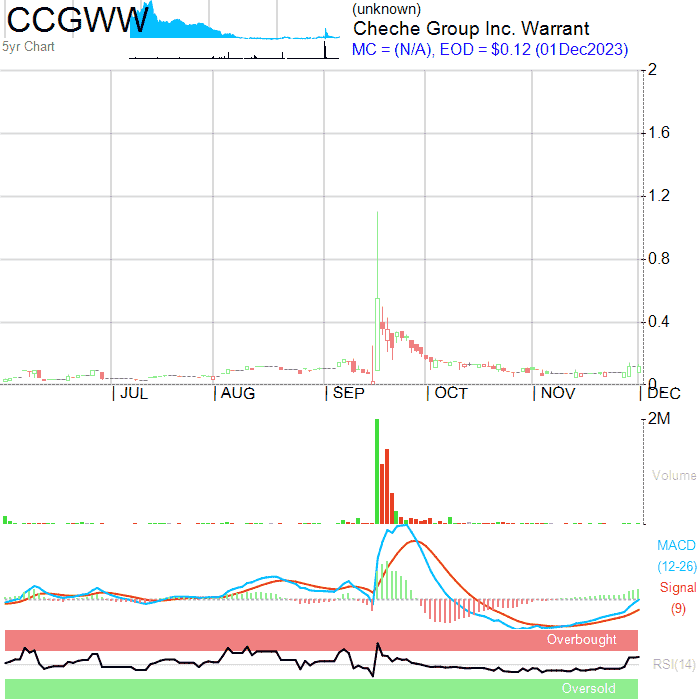 CCGWW
(unknown)
Cheche Group Inc. Warrant
5yr Chart
MC = (N/A), EOD = $0.12 (01Dec2023)
2
1.6
1.2
0.8
0.4
0
JUL
AUG
SEP
OCT
NOV
DEC
2M
Volume
MACD
(12-26)
Signal
(9)
Overbought
RSI(14)
Oversold